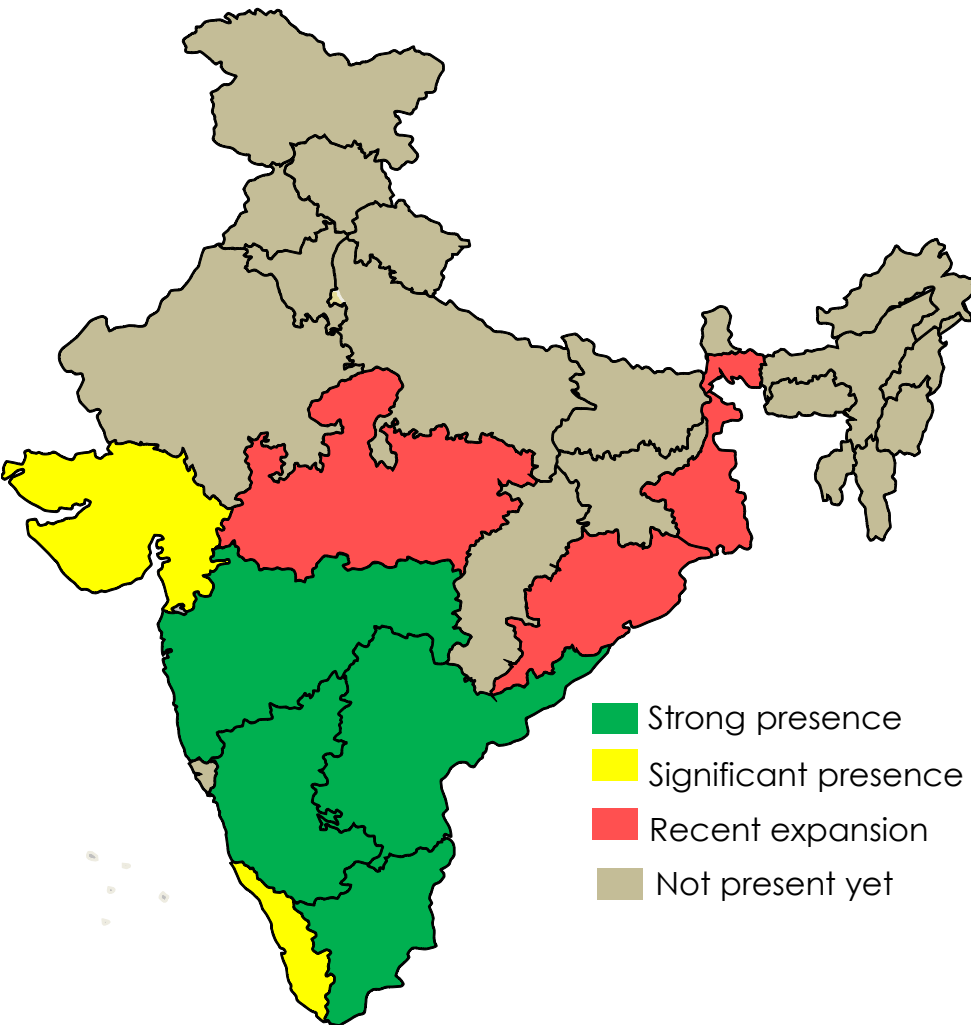 Strong presence
Significant presence
Recent expansion
Not present yet